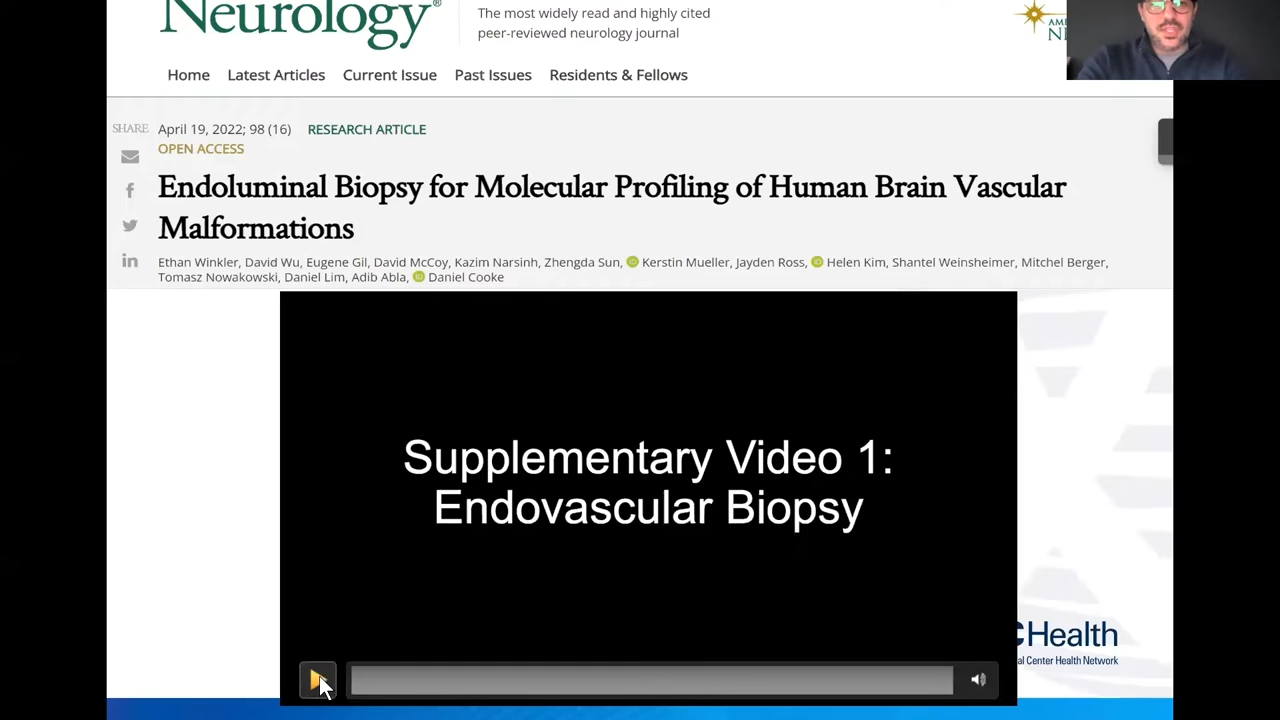 Neurology®
The most widely read and highly cited
peer-reviewed neurology journal
Home Latest Articles Current Issue Past Issues Residents & Fellows
SHARE
April 19, 2022; 98 (16) RESEARCH ARTICLE
OPEN ACCESS
Endoluminal Biopsy for Molecular Profiling of Human Brain Vascular
Malformations
Ethan Winkler, David Wu, Eugene Gil, David McCoy, Kazim Narsinh, Zhengda Sun, Kerstin Mueller, Jayden Ross, Helen Kim, Shantel Weinsheimer, Mitchel Berger,
Tomasz Nowakowski, Daniel Lim, Adib Abla, Daniel Cooke
Supplementary Video 1:
Endovascular Biopsy
Health
Center Health Network